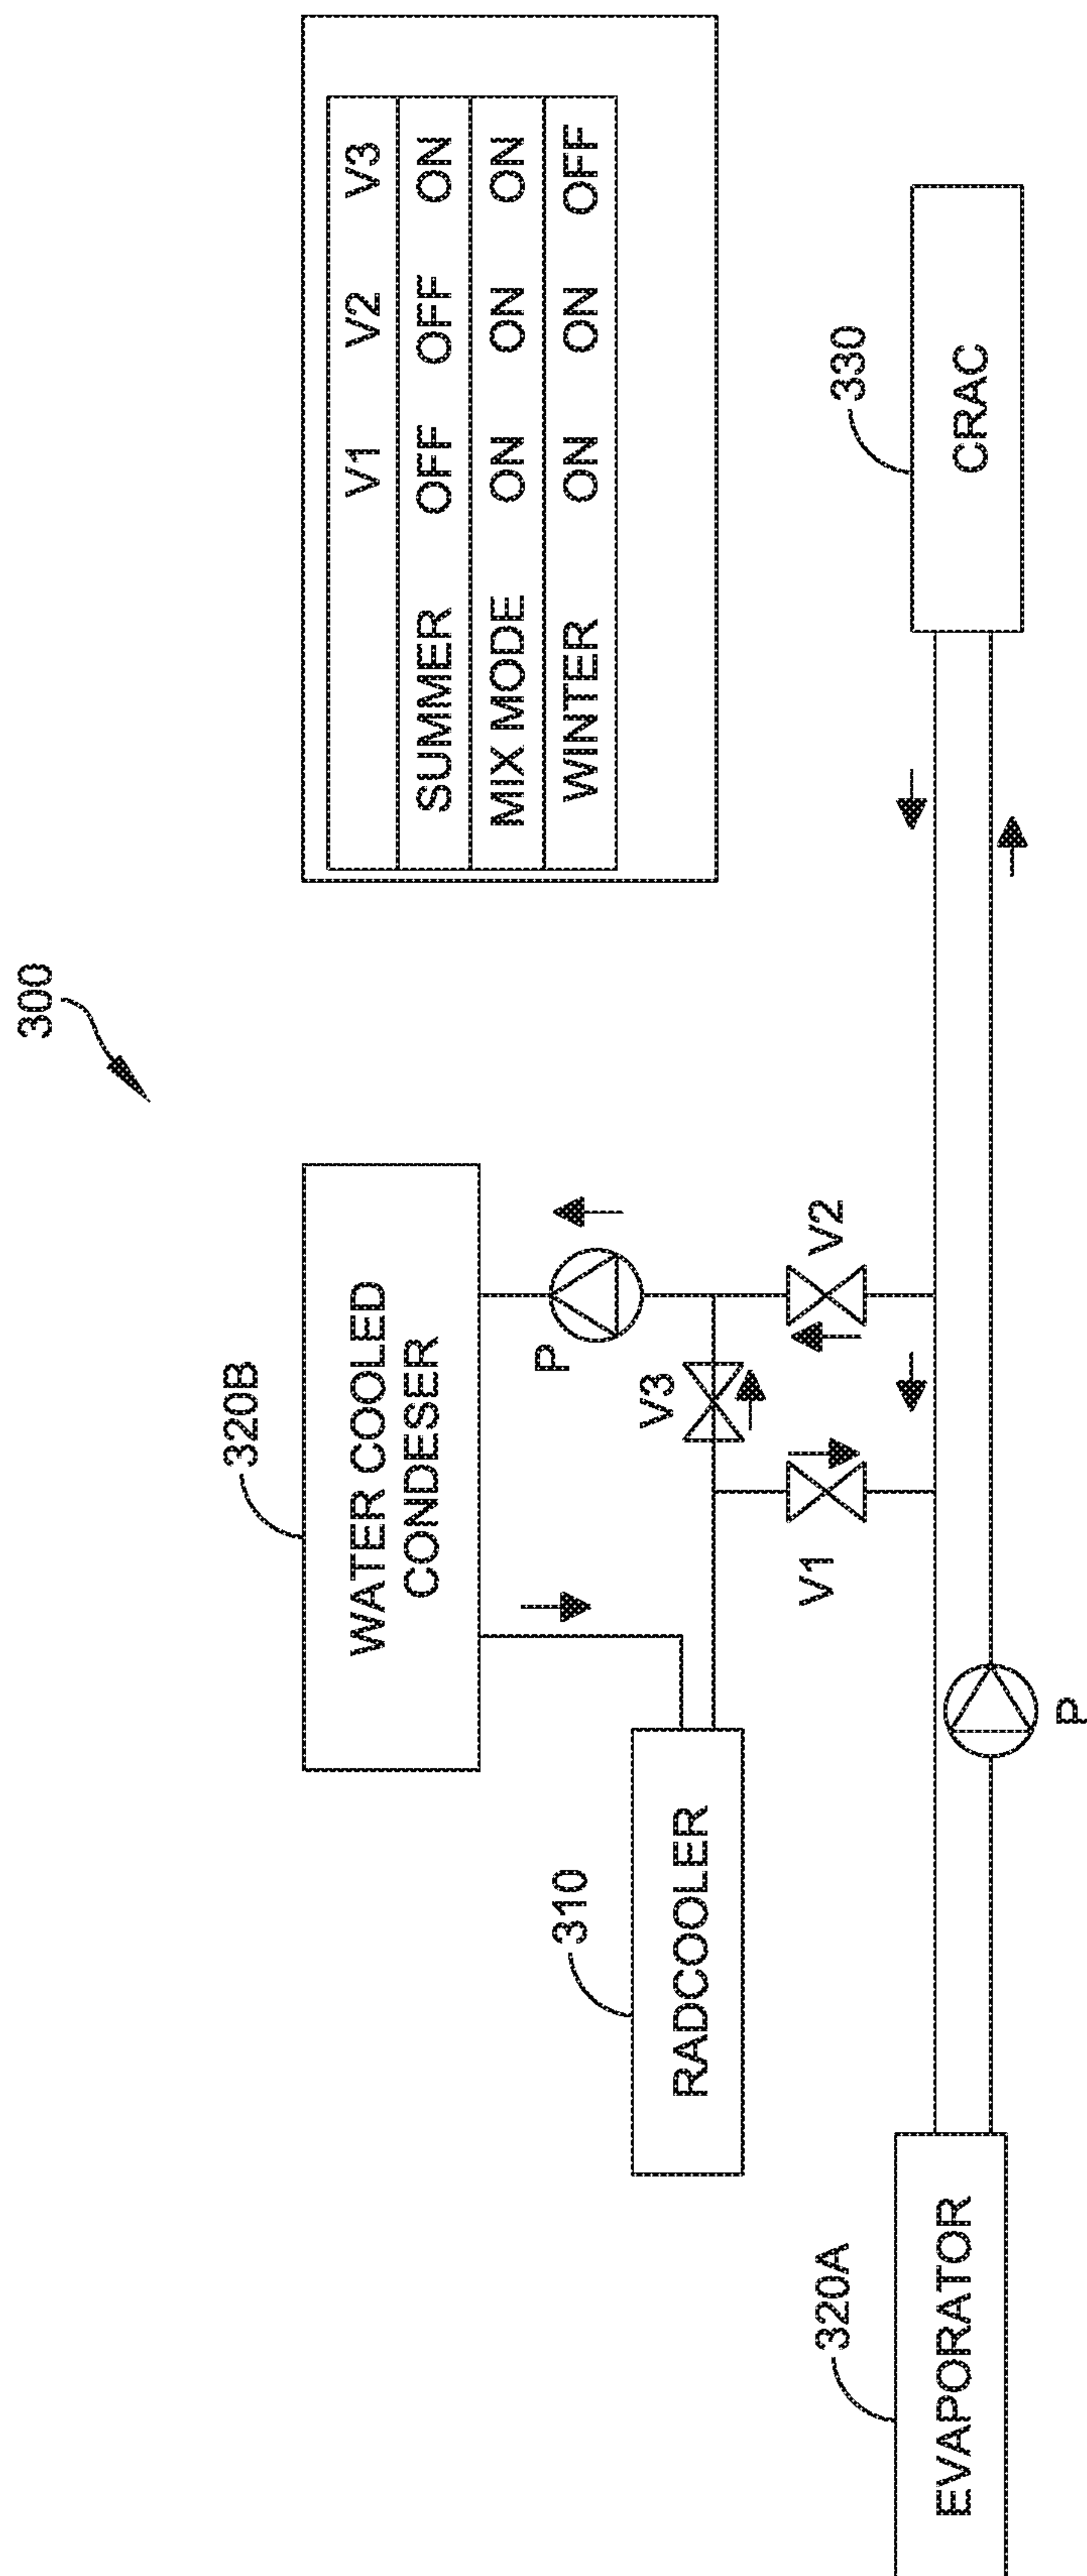 300
V1 V2 V3
SUMMER OFF OFF ON
MIX MODE ON ON ON
WINTER ON ON OFF
320B
WATER COOLED
CONDESER
P
V3
V2
V1
310
RADCOOLER
330
CRAC
320A
EVAPORATOR
P